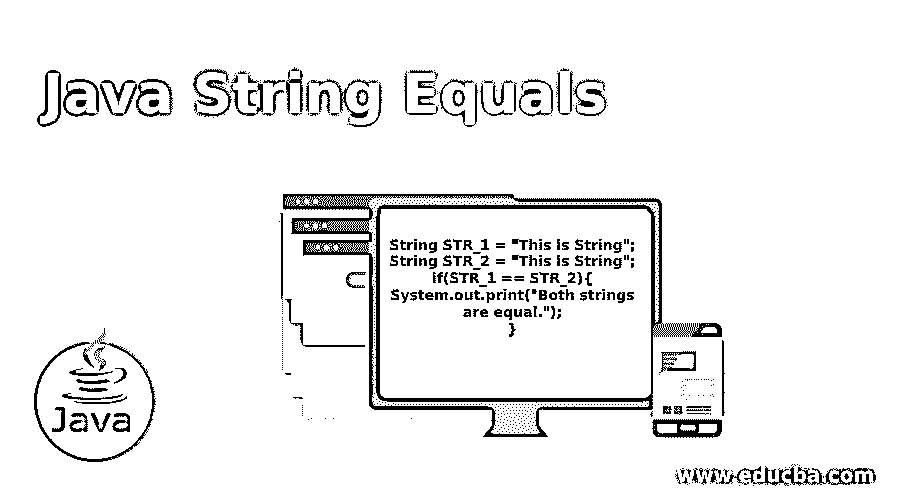 Java String Equals
String STR_1 = "This is String";
String STR_2 = "This is String";
if(STR_1 == STR_2){
System.out.print("Both strings
are equal.");
}
Java
www.educba.com